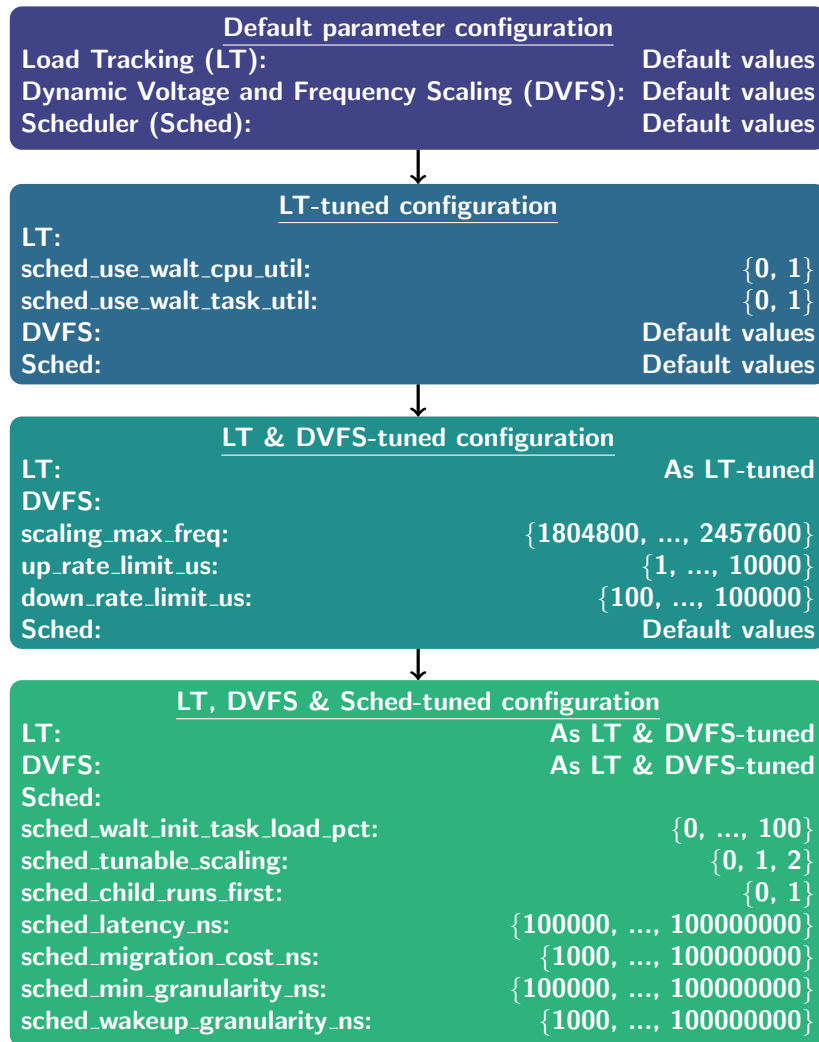 Default parameter configuration
Load Tracking (LT): Default values
Dynamic Voltage and Frequency Scaling (DVFS): Default values
Scheduler (Sched): Default values
LT-tuned configuration
LT:
sched_use_walt_cpu_util: {0, 1}
sched_use_walt_task_util: {0, 1}
DVFS: Default values
Sched: Default values
LT & DVFS-tuned configuration
LT: As LT-tuned
DVFS:
scaling_max_freq: {1804800, ..., 2457600}
up_rate_limit_us: {1, ..., 10000}
down_rate_limit_us: {100, ..., 100000}
Sched: Default values
LT, DVFS & Sched-tuned configuration
LT: As LT & DVFS-tuned
DVFS: As LT & DVFS-tuned
Sched:
sched_walt_init_task_load_pct: {0, ..., 100}
sched_tunable_scaling: {0, 1, 2}
sched_child_runs_first: {0, 1}
sched_latency_ns: {100000, ..., 100000000}
sched_migration_cost_ns: {1000, ..., 100000000}
sched_min_granularity_ns: {100000, ..., 100000000}
sched_wakeup_granularity_ns: {1000, ..., 100000000}